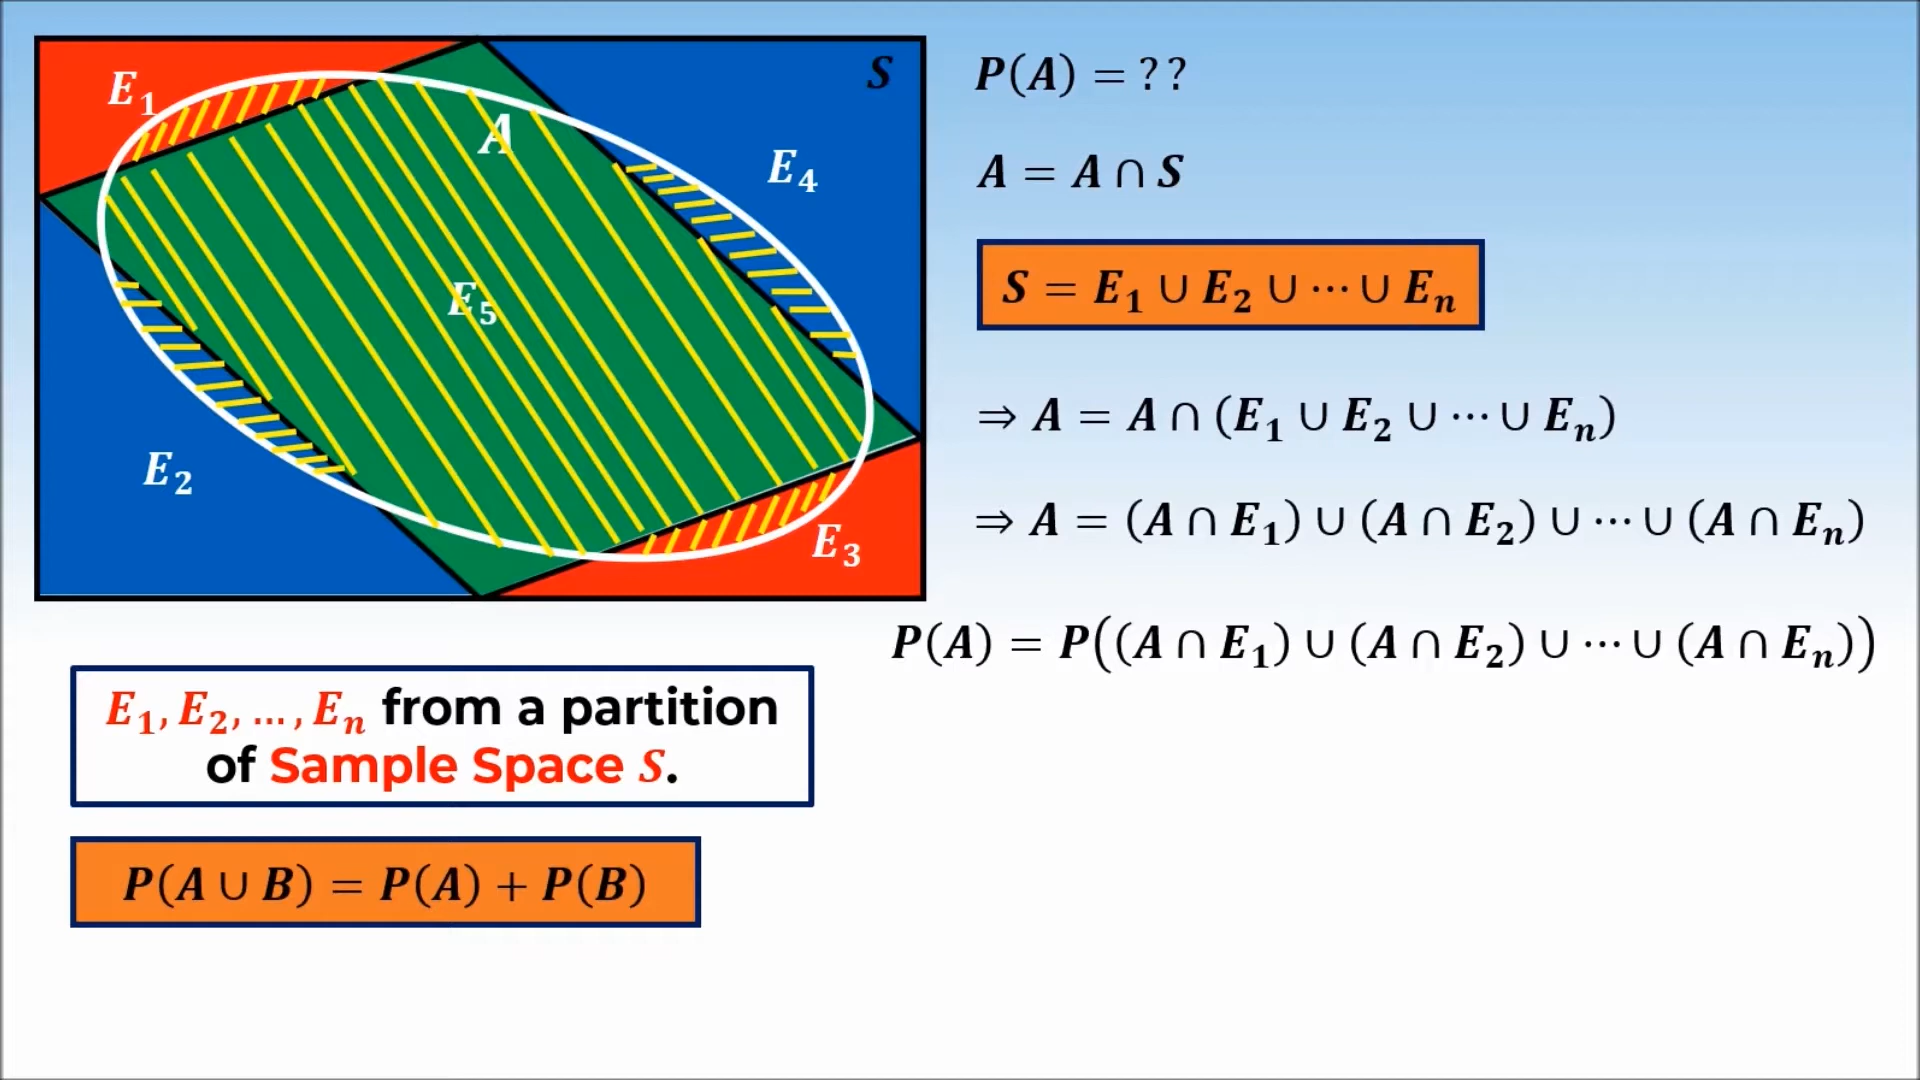 E₁
S
A
E₄
E₅
E₂
E₃
P(A) = ? ?
A = A ∩ S
S = E₁ ∪ E₂ ∪ ⋯ ∪ Eₙ
⇒ A = A ∩ (E₁ ∪ E₂ ∪ ⋯ ∪ Eₙ)
⇒ A = (A ∩ E₁) ∪ (A ∩ E₂) ∪ ⋯ ∪ (A ∩ Eₙ)
P(A) = P((A ∩ E₁) ∪ (A ∩ E₂) ∪ ⋯ ∪ (A ∩ Eₙ))
E₁, E₂, … , Eₙ from a partition
of Sample Space S.
P(A ∪ B) = P(A) + P(B)